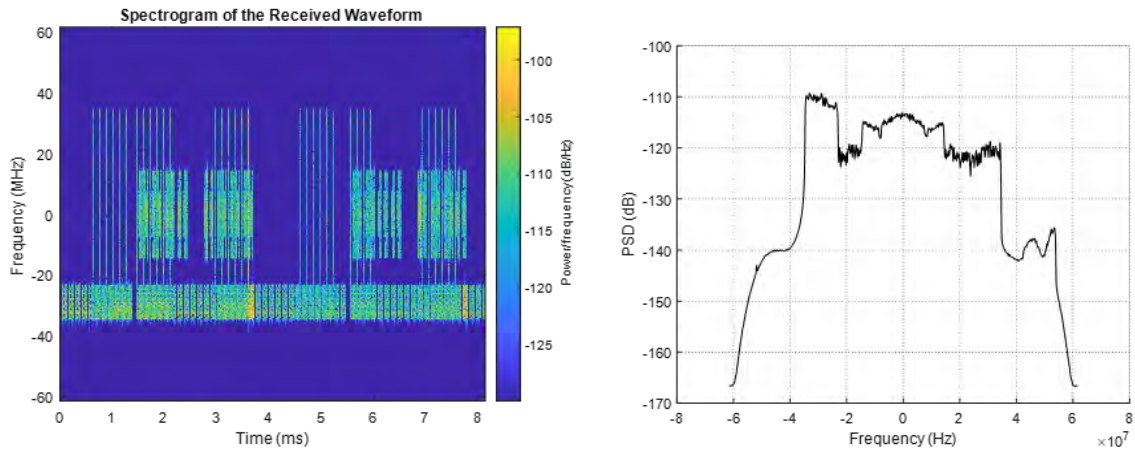 Spectrogram of the Received Waveform
60
40
20
0
-20
-40
-60
Frequency (MHz)
0 1 2 3 4 5 6 7 8
Time (ms)
-100
-105
-110
-115
-120
-125
Power/frequency(dB/Hz)
-100
-110
-120
-130
-140
-150
-160
-170
PSD (dB)
-8 -6 -4 -2 0 2 4 6 8
Frequency (Hz) ×10⁷